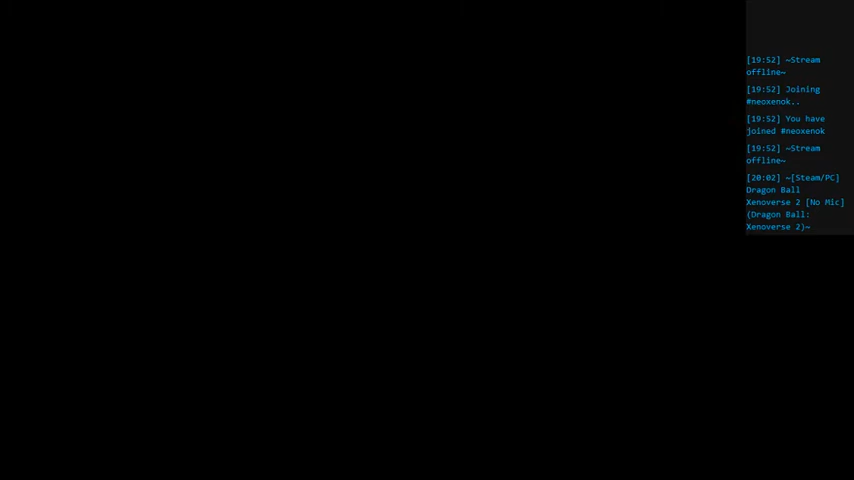 [19:52] ~Stream
offline~
[19:52] Joining
#neoxenok..
[19:52] You have
joined #neoxenok
[19:52] ~Stream
offline~
[20:02] ~[Steam/PC]
Dragon Ball
Xenoverse 2 [No Mic]
(Dragon Ball:
Xenoverse 2)~